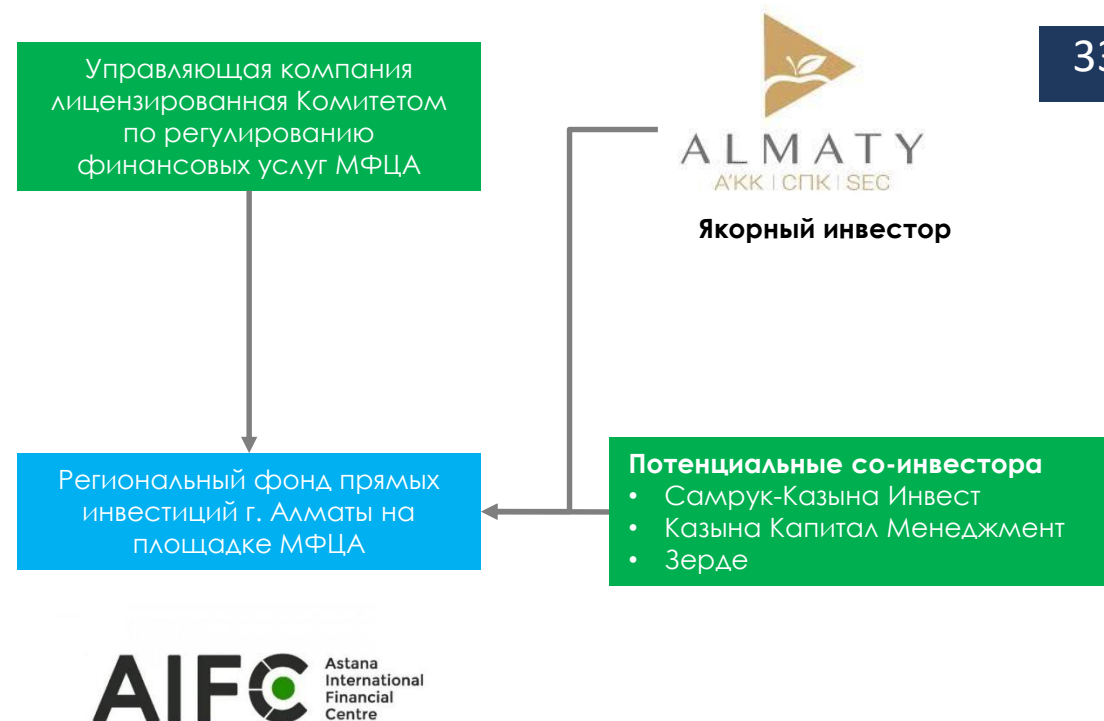 Управляющая компания
лицензированная Комитетом
по регулированию
финансовых услуг МФЦА
33
ALMATY
А'КК | СПК | SEC
Якорный инвестор
Региональный фонд прямых
инвестиций г. Алматы на
площадке МФЦА
Потенциальные со-инвестора
• Самрук-Казына Инвест
• Казына Капитал Менеджмент
• Зерде
AIFC
Astana
International
Financial
Centre